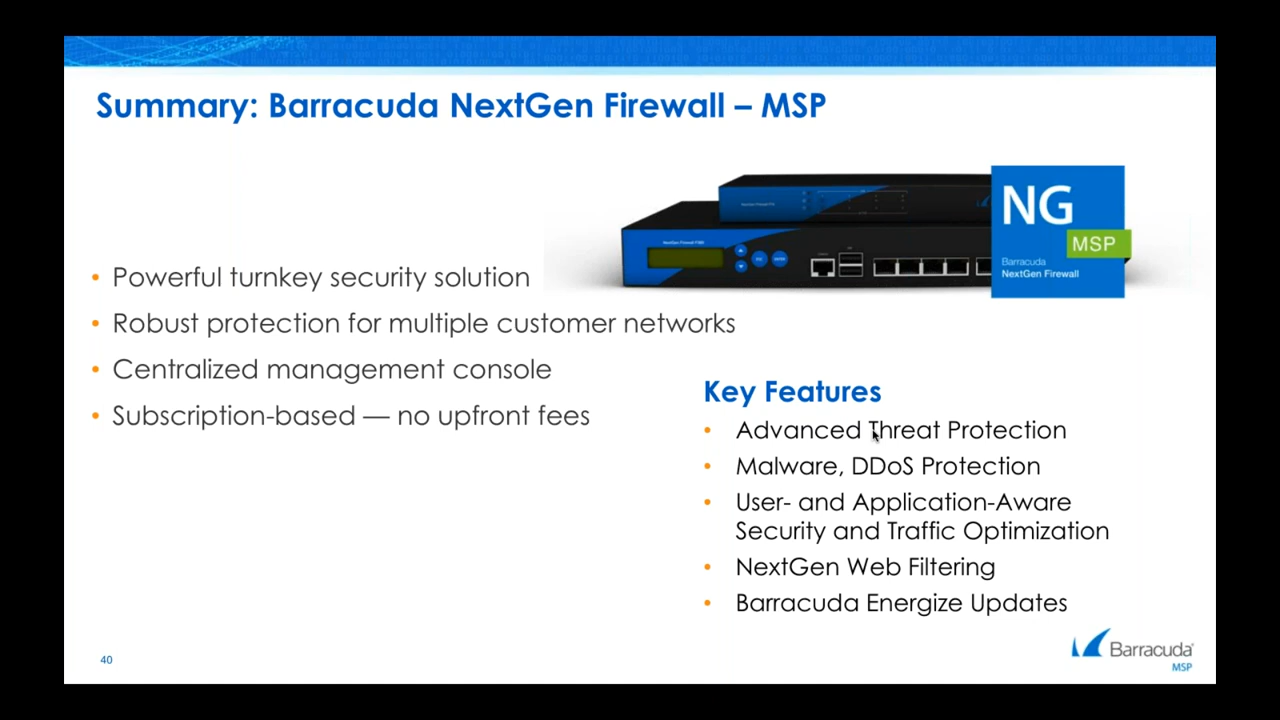 Summary: Barracuda NextGen Firewall – MSP
NG
MSP
Barracuda
NextGen Firewall
• Powerful turnkey security solution
• Robust protection for multiple customer networks
• Centralized management console
• Subscription-based — no upfront fees
Key Features
• Advanced Threat Protection
• Malware, DDoS Protection
• User- and Application-Aware
Security and Traffic Optimization
• NextGen Web Filtering
• Barracuda Energize Updates
40
Barracuda
MSP